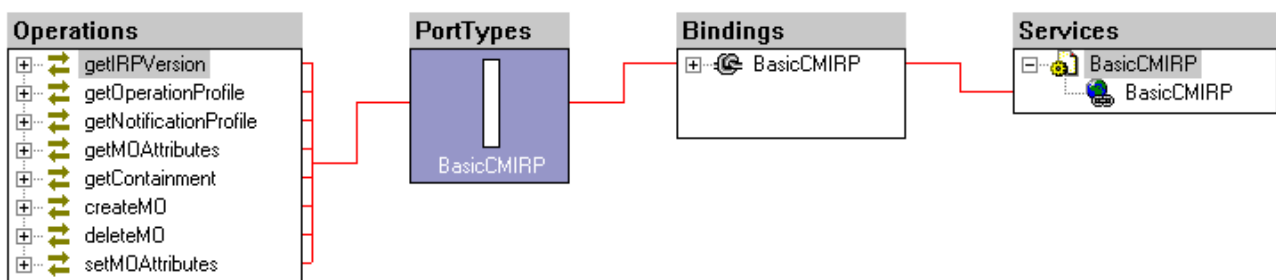 Operations
getIRPVersion
getOperationProfile
getNotificationProfile
getMOAttributes
getContainment
createMO
deleteMO
setMOAttributes
PortTypes
BasicCMIRP
Bindings
BasicCMIRP
Services
BasicCMIRP
BasicCMIRP